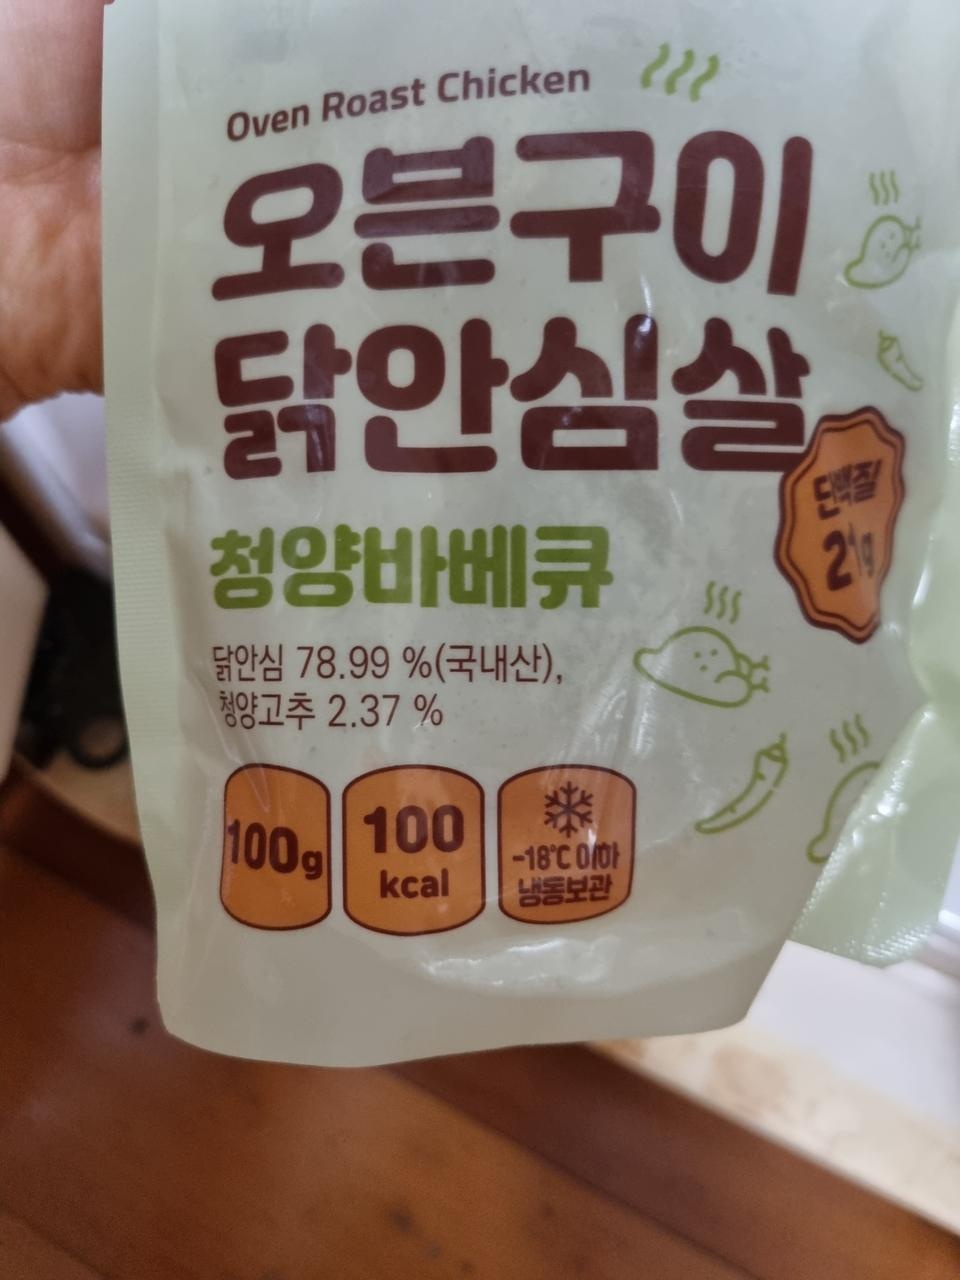 Oven Roast Chicken
오븐구이
닭안심살
단백질
21g
청양바베큐
닭안심 78.99 %(국내산),
청양고추 2.37 %
100g
100
kcal
-18℃ 이하
냉동보관